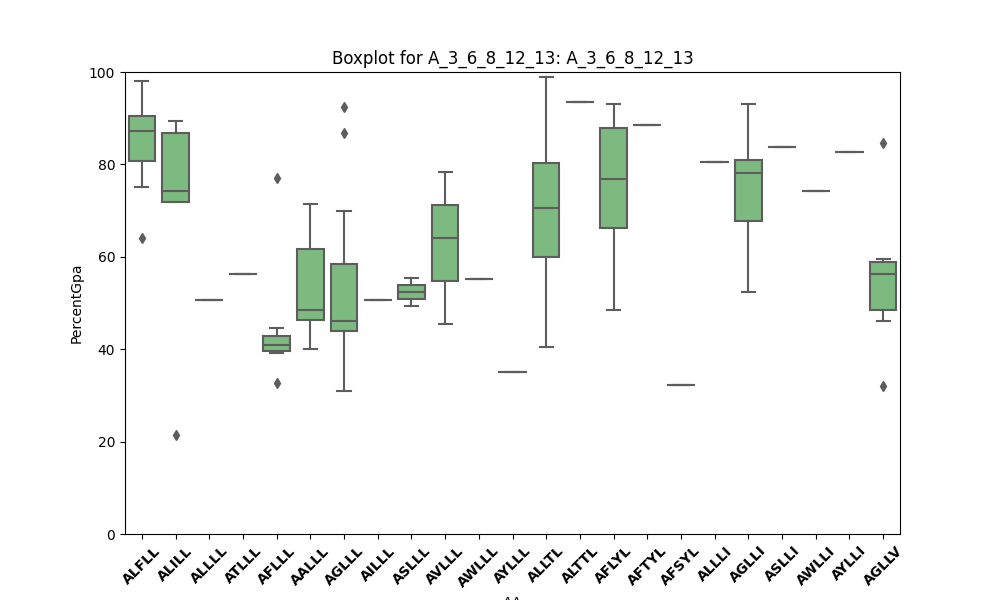 Boxplot for A_3_6_8_12_13: A_3_6_8_12_13
PercentGpa
100
80
60
40
20
0
ALFLL
ALILL
ALLLL
ATLLL
AFLLL
AALLL
AGLLL
AILLL
ASLLL
AVLLL
AWLLL
AYLLL
ALLTL
ALTTL
AFLYL
AFTYL
AFSYL
ALLLI
AGLLI
ASLLI
AWLLI
AYLLI
AGLLV
AA